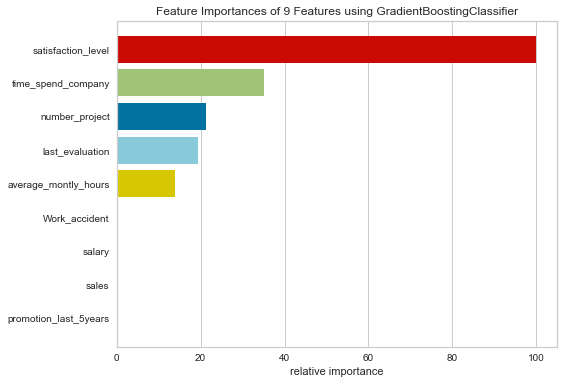 Feature Importances of 9 Features using GradientBoostingClassifier
satisfaction_level
time_spend_company
number_project
last_evaluation
average_montly_hours
Work_accident
salary
sales
promotion_last_5years
0 20 40 60 80 100
relative importance